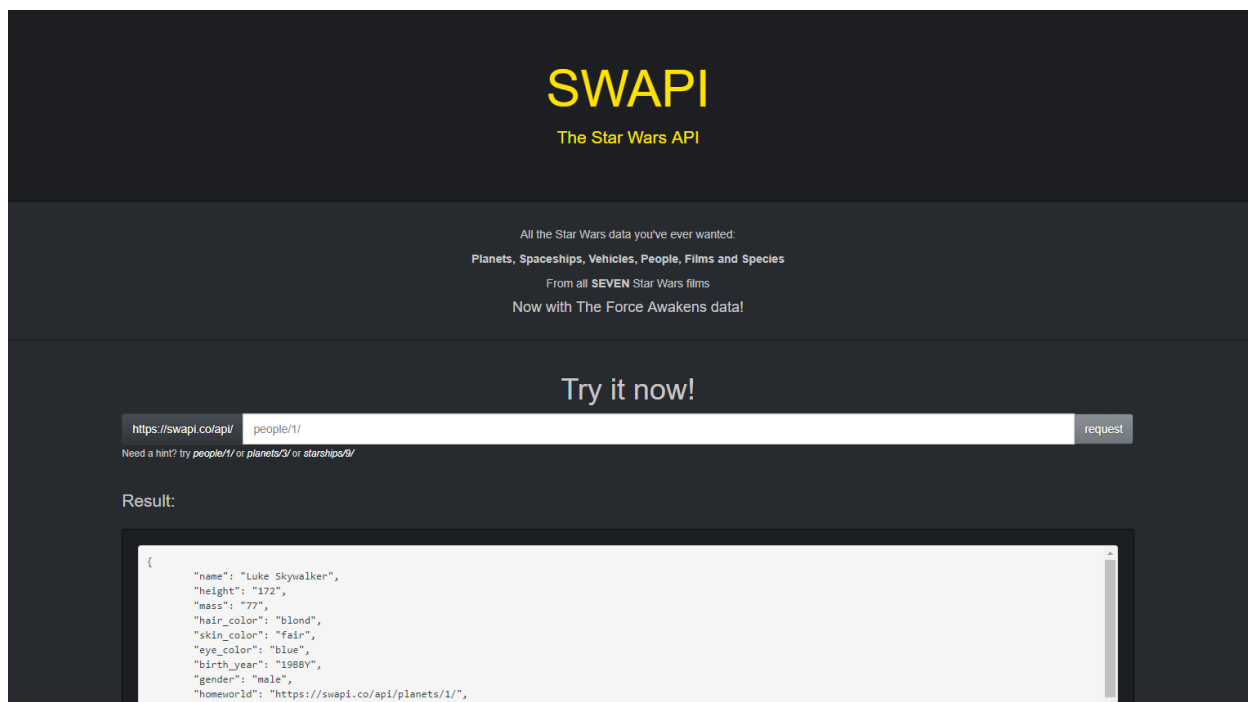 SWAPI
The Star Wars API
All the Star Wars data you've ever wanted:
Planets, Spaceships, Vehicles, People, Films and Species
From all SEVEN Star Wars films
Now with The Force Awakens data!
Try it now!
https://swapi.co/api/ people/1/ request
Need a hint? try people/1/ or planets/3/ or starships/9/
Result:
{
"name": "Luke Skywalker",
"height": "172",
"mass": "77",
"hair_color": "blond",
"skin_color": "fair",
"eye_color": "blue",
"birth_year": "19BBY",
"gender": "male",
"homeworld": "https://swapi.co/api/planets/1/",